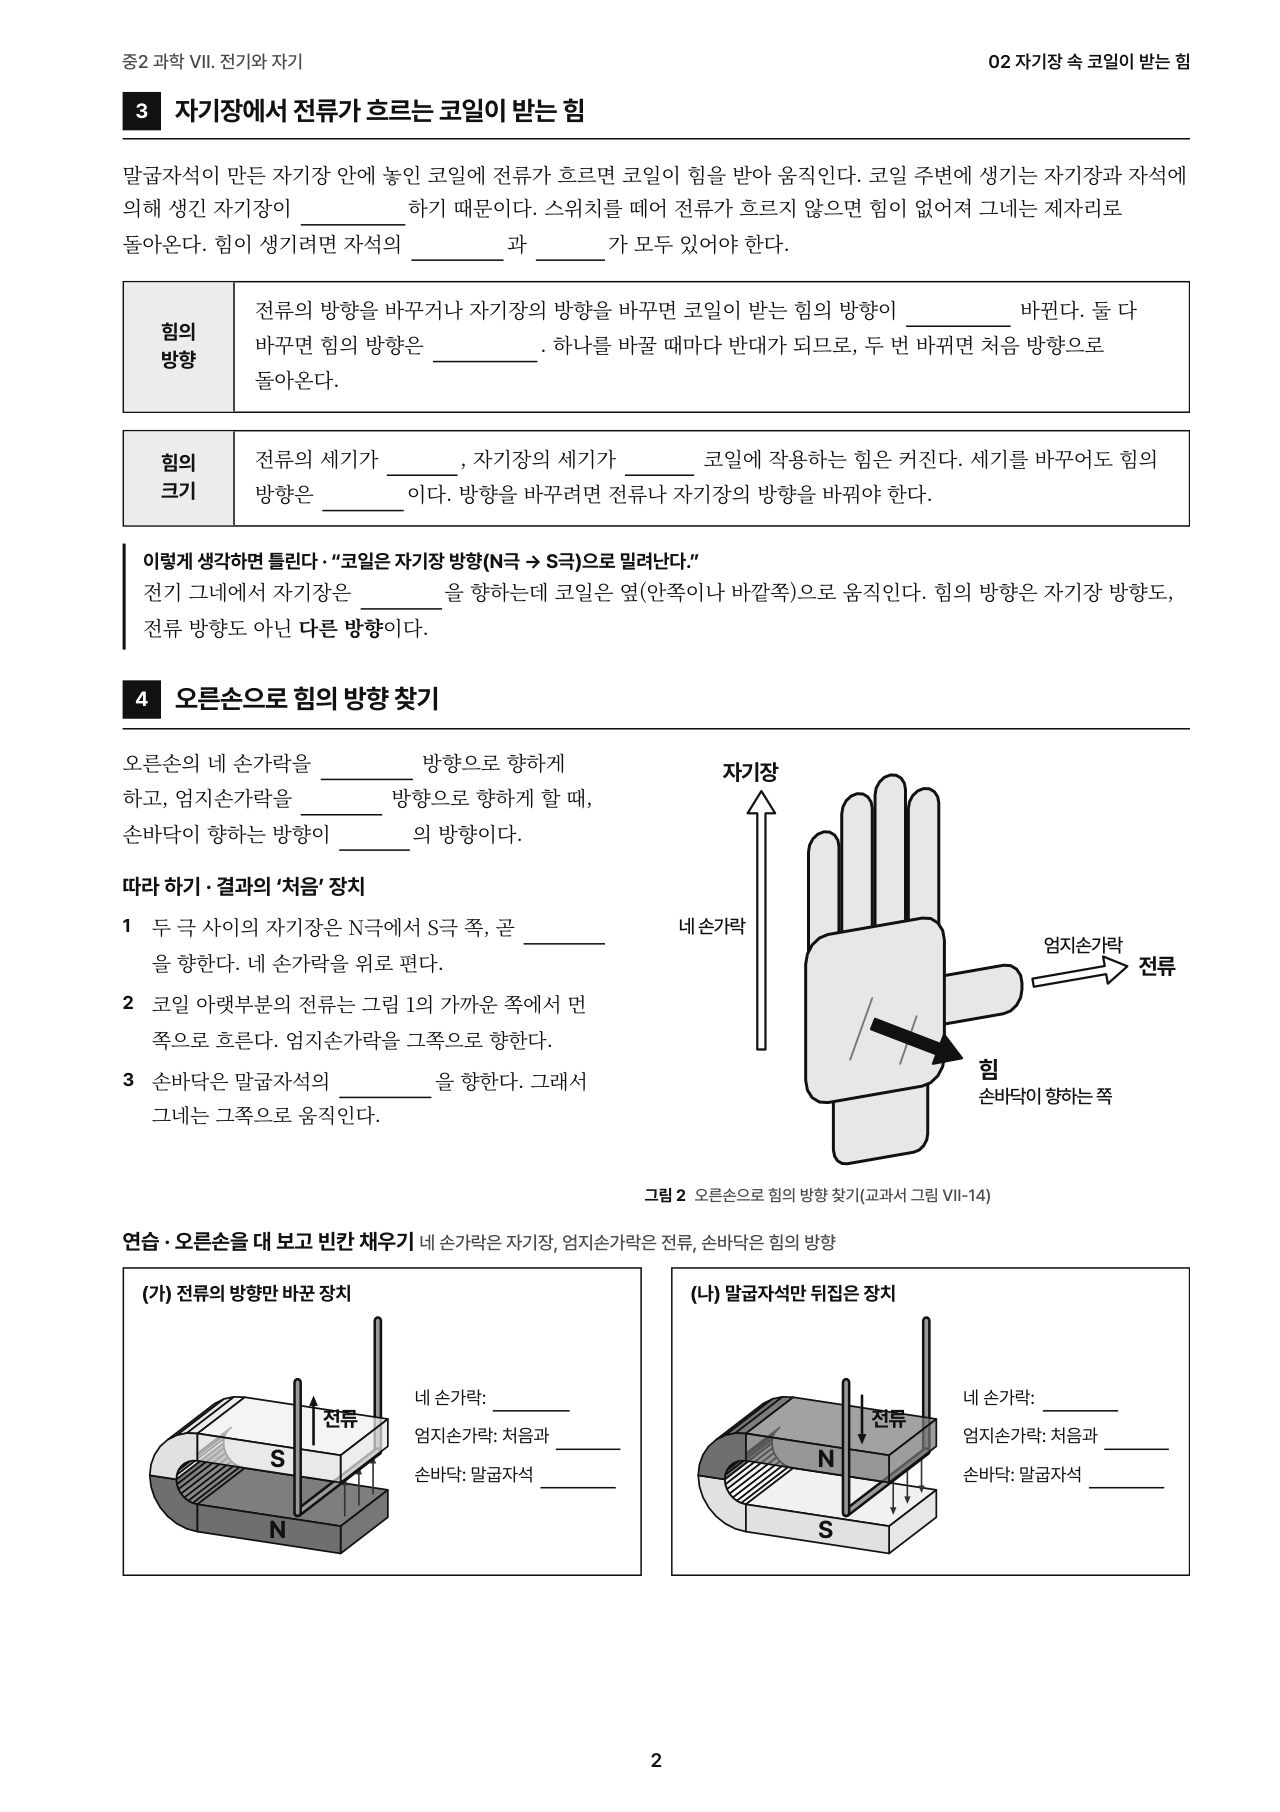 중2 과학 VII. 전기와 자기
02 자기장 속 코일이 받는 힘
3 자기장에서 전류가 흐르는 코일이 받는 힘
말굽자석이 만든 자기장 안에 놓인 코일에 전류가 흐르면 코일이 힘을 받아 움직인다. 코일 주변에 생기는 자기장과 자석에
의해 생긴 자기장이 ________ 하기 때문이다. 스위치를 떼어 전류가 흐르지 않으면 힘이 없어져 그네는 제자리로
돌아온다. 힘이 생기려면 자석의 ________ 과 ______ 가 모두 있어야 한다.
힘의
방향
전류의 방향을 바꾸거나 자기장의 방향을 바꾸면 코일이 받는 힘의 방향이 ________ 바뀐다. 둘 다
바꾸면 힘의 방향은 ________ . 하나를 바꿀 때마다 반대가 되므로, 두 번 바뀌면 처음 방향으로
돌아온다.
힘의
크기
전류의 세기가 ______ , 자기장의 세기가 ______ 코일에 작용하는 힘은 커진다. 세기를 바꾸어도 힘의
방향은 ______ 이다. 방향을 바꾸려면 전류나 자기장의 방향을 바꿔야 한다.
이렇게 생각하면 틀린다 · “코일은 자기장 방향(N극 → S극)으로 밀려난다.”
전기 그네에서 자기장은 ______ 을 향하는데 코일은 옆(안쪽이나 바깥쪽)으로 움직인다. 힘의 방향은 자기장 방향도,
전류 방향도 아닌 다른 방향이다.
4 오른손으로 힘의 방향 찾기
오른손의 네 손가락을 ________ 방향으로 향하게
하고, 엄지손가락을 ______ 방향으로 향하게 할 때,
손바닥이 향하는 방향이 ______ 의 방향이다.
따라 하기 · 결과의 ‘처음’ 장치
1 두 극 사이의 자기장은 N극에서 S극 쪽, 곧 ______
을 향한다. 네 손가락을 위로 편다.
2 코일 아랫부분의 전류는 그림 1의 가까운 쪽에서 먼
쪽으로 흐른다. 엄지손가락을 그쪽으로 향한다.
3 손바닥은 말굽자석의 ________ 을 향한다. 그래서
그네는 그쪽으로 움직인다.
자기장
네 손가락
엄지손가락
전류
힘
손바닥이 향하는 쪽
그림 2 오른손으로 힘의 방향 찾기(교과서 그림 VII-14)
연습 · 오른손을 대 보고 빈칸 채우기 네 손가락은 자기장, 엄지손가락은 전류, 손바닥은 힘의 방향
(가) 전류의 방향만 바꾼 장치
전류
S
N
네 손가락: ______
엄지손가락: 처음과 ______
손바닥: 말굽자석 ______
(나) 말굽자석만 뒤집은 장치
전류
N
S
네 손가락: ______
엄지손가락: 처음과 ______
손바닥: 말굽자석 ______
2